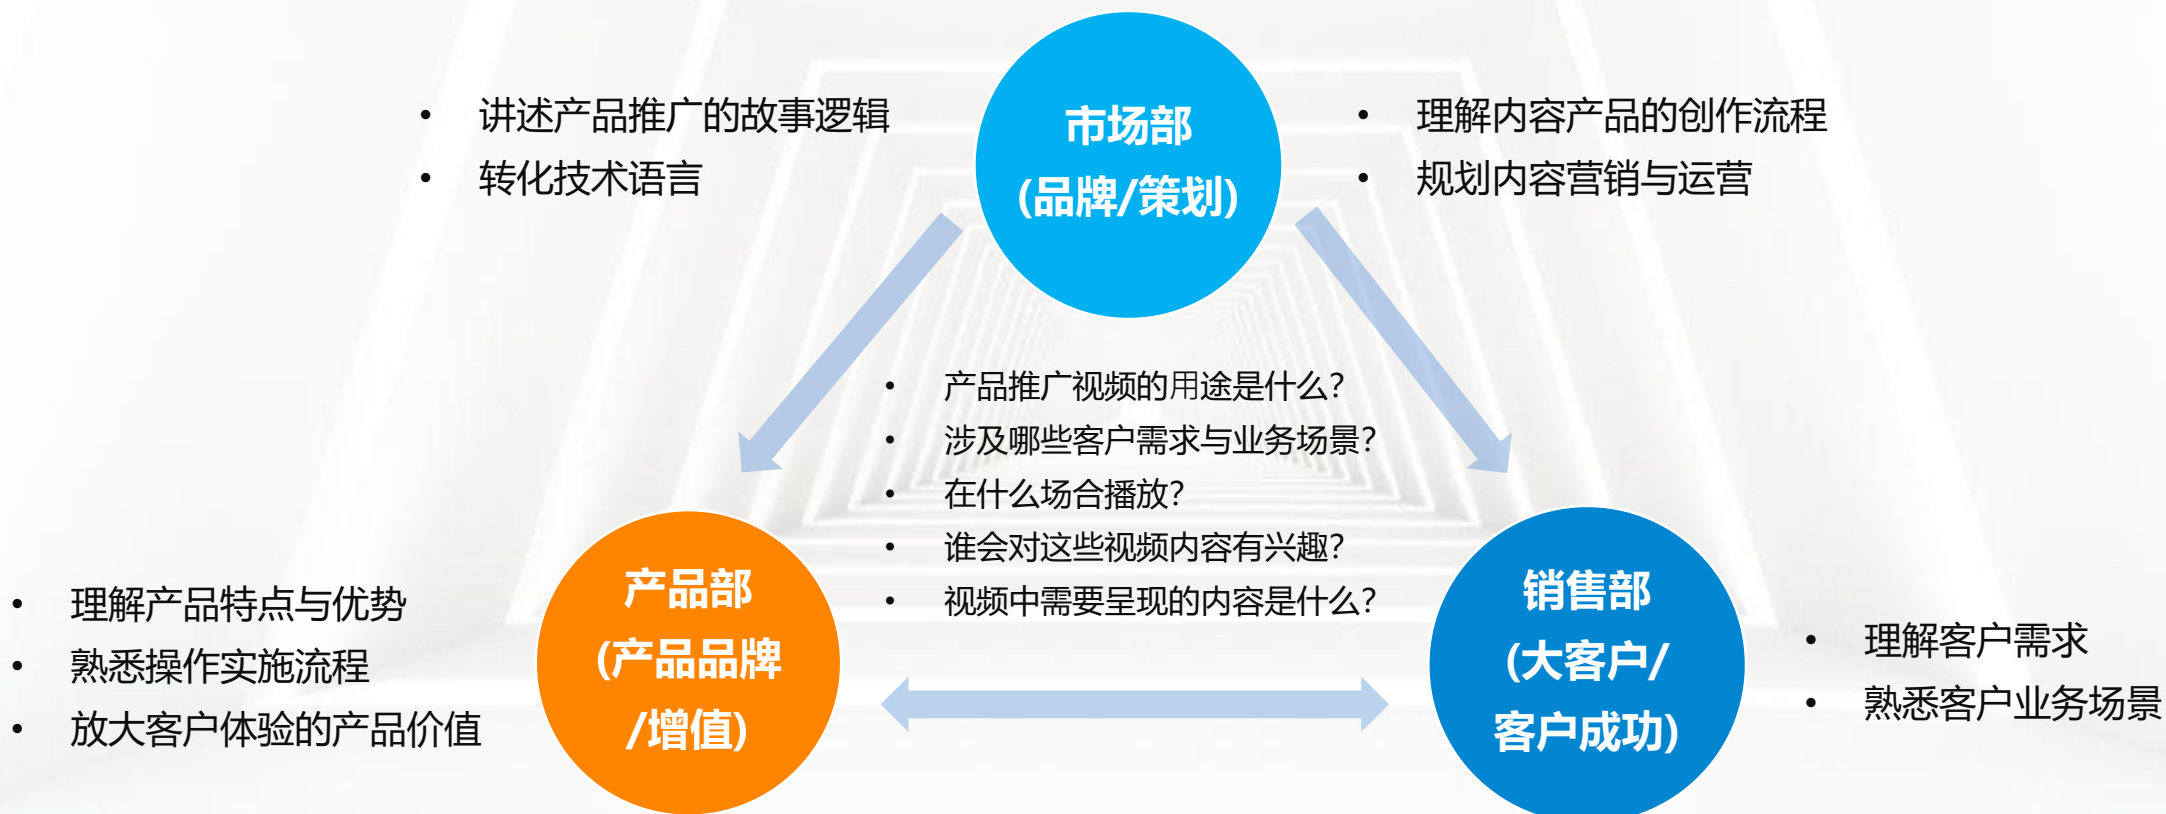 • 讲述产品推广的故事逻辑
• 转化技术语言
市场部
(品牌/策划)
• 理解内容产品的创作流程
• 规划内容营销与运营
• 产品推广视频的用途是什么?
• 涉及哪些客户需求与业务场景?
• 在什么场合播放?
• 谁会对这些视频内容有兴趣?
• 视频中需要呈现的内容是什么?
• 理解产品特点与优势
• 熟悉操作实施流程
• 放大客户体验的产品价值
产品部
(产品品牌
/增值)
销售部
(大客户/
客户成功)
• 理解客户需求
• 熟悉客户业务场景